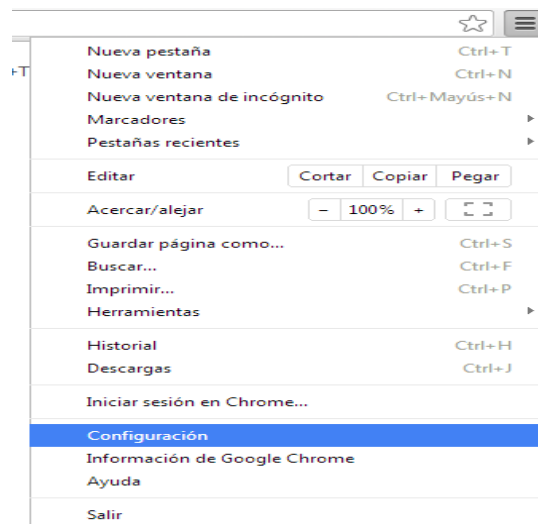 +T
Nueva pestaña Ctrl+T
Nueva ventana Ctrl+N
Nueva ventana de incógnito Ctrl+Mayús+N
Marcadores
Pestañas recientes
Editar Cortar Copiar Pegar
Acercar/alejar − 100% +
Guardar página como... Ctrl+S
Buscar... Ctrl+F
Imprimir... Ctrl+P
Herramientas
Historial Ctrl+H
Descargas Ctrl+J
Iniciar sesión en Chrome...
Configuración
Información de Google Chrome
Ayuda
Salir